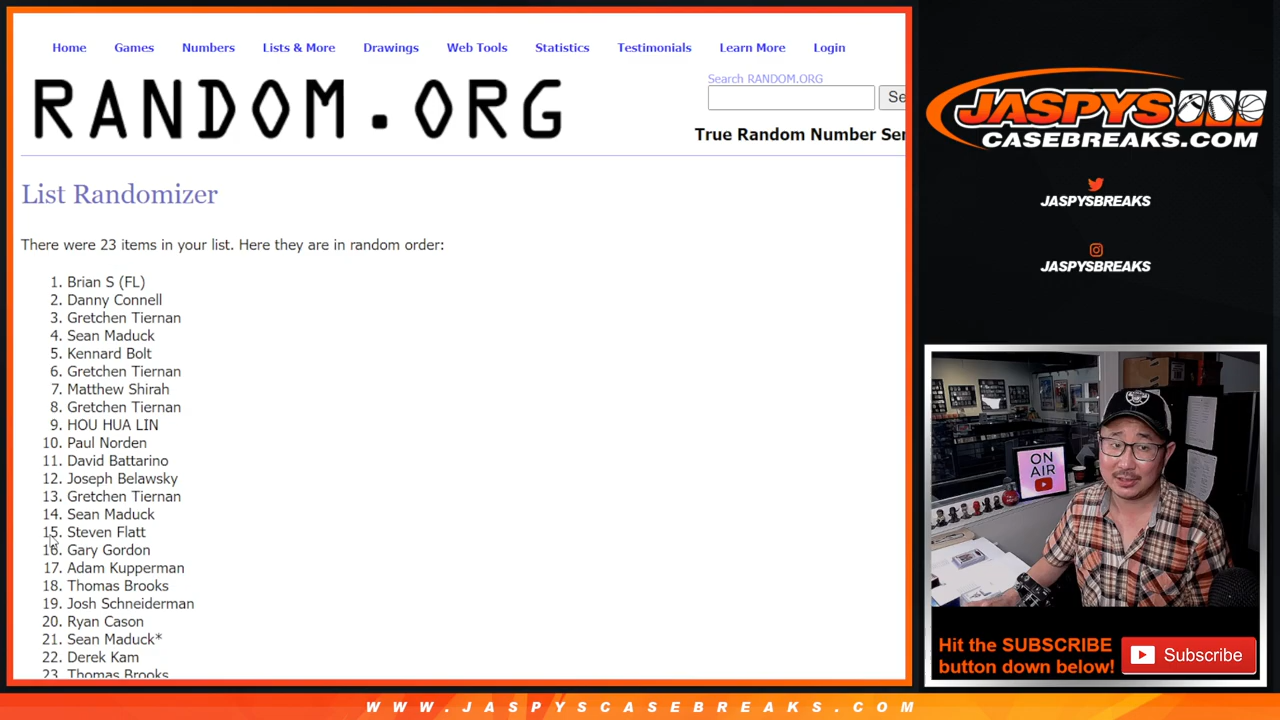 Home Games Numbers Lists & More Drawings Web Tools Statistics Testimonials Learn More Login
RANDOM.ORG
Search RANDOM.ORG
Se
True Random Number Ser
List Randomizer
There were 23 items in your list. Here they are in random order:
1. Brian S (FL)
2. Danny Connell
3. Gretchen Tiernan
4. Sean Maduck
5. Kennard Bolt
6. Gretchen Tiernan
7. Matthew Shirah
8. Gretchen Tiernan
9. HOU HUA LIN
10. Paul Norden
11. David Battarino
12. Joseph Belawsky
13. Gretchen Tiernan
14. Sean Maduck
15. Steven Flatt
16. Gary Gordon
17. Adam Kupperman
18. Thomas Brooks
19. Josh Schneiderman
20. Ryan Cason
21. Sean Maduck*
22. Derek Kam
23. Thomas Brooks
JASPYS
CASEBREAKS.COM
JASPYSBREAKS
JASPYSBREAKS
ON
AIR
Hit the SUBSCRIBE
button down below!
Subscribe
WWW.JASPYSCASEBREAKS.COM